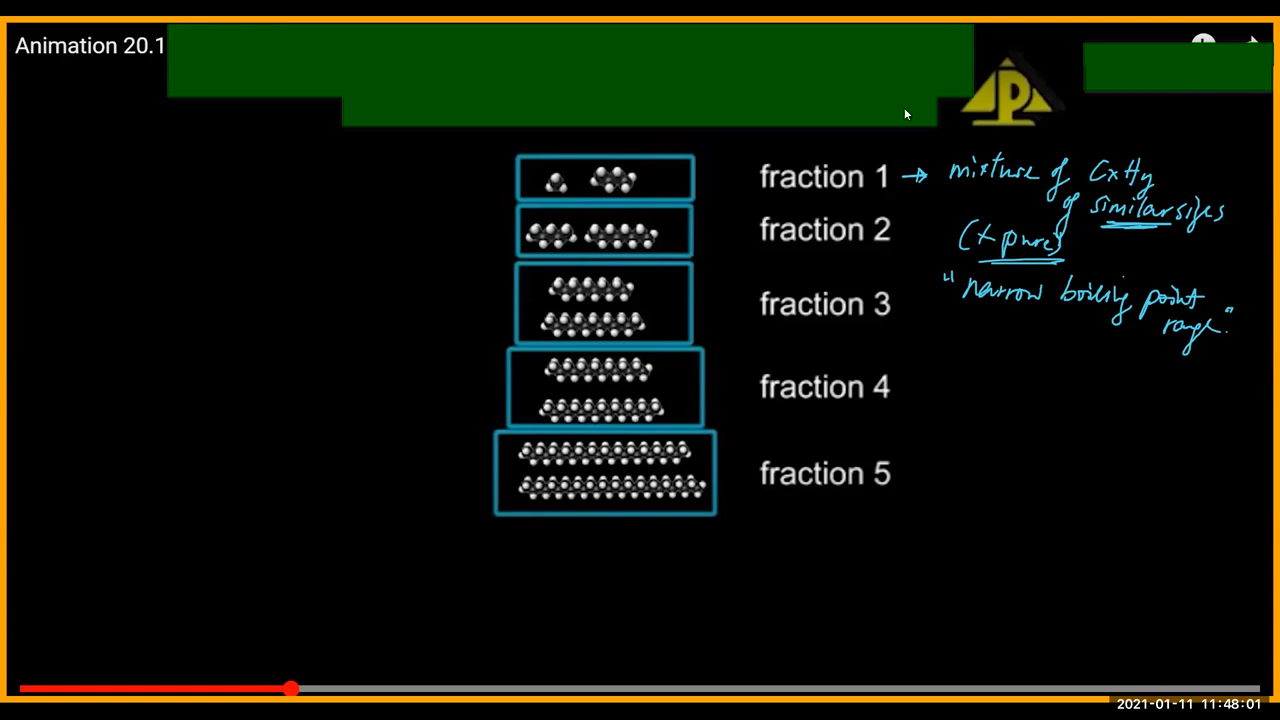 Animation 20.1
P
fraction 1 → mixture of CxHy
of similar sizes
fraction 2
(x pure)
"narrow boiling point
range"
fraction 3
fraction 4
fraction 5
2021-01-11 11:48:01